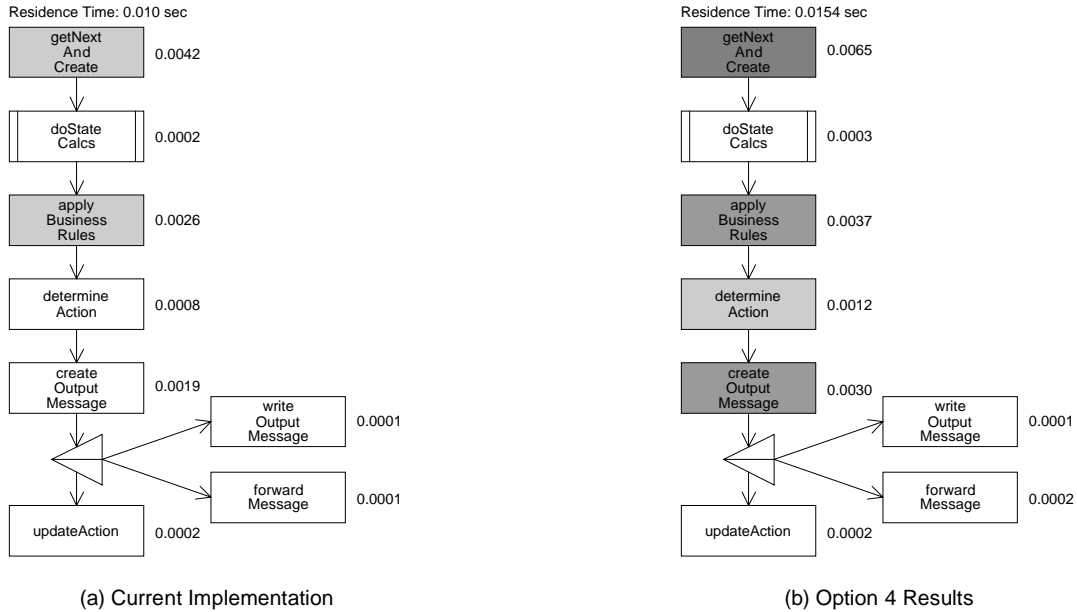 Residence Time: 0.010 sec
getNext
And
Create
0.0042
doState
Calcs
0.0002
apply
Business
Rules
0.0026
determine
Action
0.0008
create
Output
Message
0.0019
write
Output
Message
0.0001
forward
Message
0.0001
updateAction
0.0002
(a) Current Implementation
Residence Time: 0.0154 sec
getNext
And
Create
0.0065
doState
Calcs
0.0003
apply
Business
Rules
0.0037
determine
Action
0.0012
create
Output
Message
0.0030
write
Output
Message
0.0001
forward
Message
0.0002
updateAction
0.0002
(b) Option 4 Results